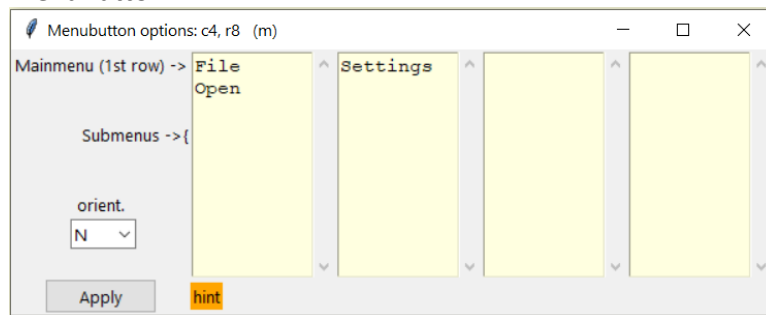 Menubutton options: c4, r8 (m)
Mainmenu (1st row) -> File Settings
Open
Submenus ->{
orient.
N
Apply hint